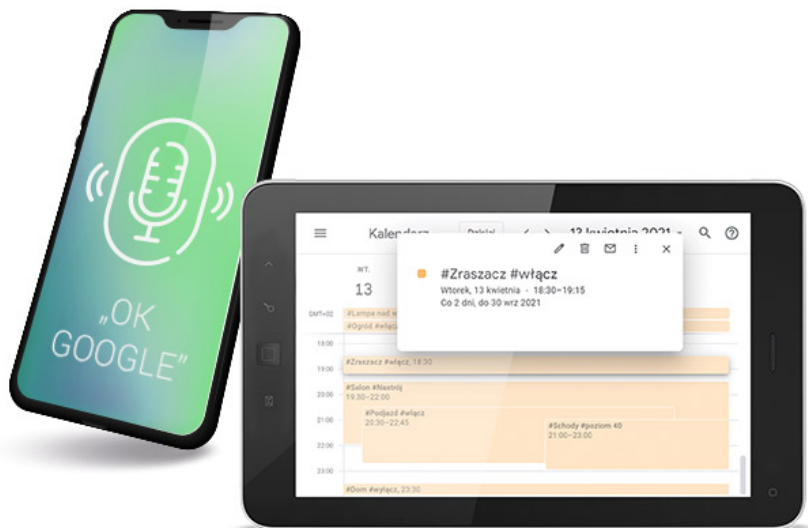 „OK
GOOGLE”
Kalendarz
13 kwietnia 2021
#Zraszacz #włącz
Wtorek, 13 kwietnia - 18:30–19:15
Co 2 dni, do 30 wrz 2021
WT.
13
GMT+02
#Lampa nad
#Ogród #włącz
18:00
#Zraszacz #włącz, 18:30
19:00
#Salon #Nastrój
19:30–22:00
20:00
#Podjazd #włącz
20:30–22:45
21:00
#Schody #poziom 40
21:00–23:00
22:00
23:00
#Dom #wyłącz, 23:30